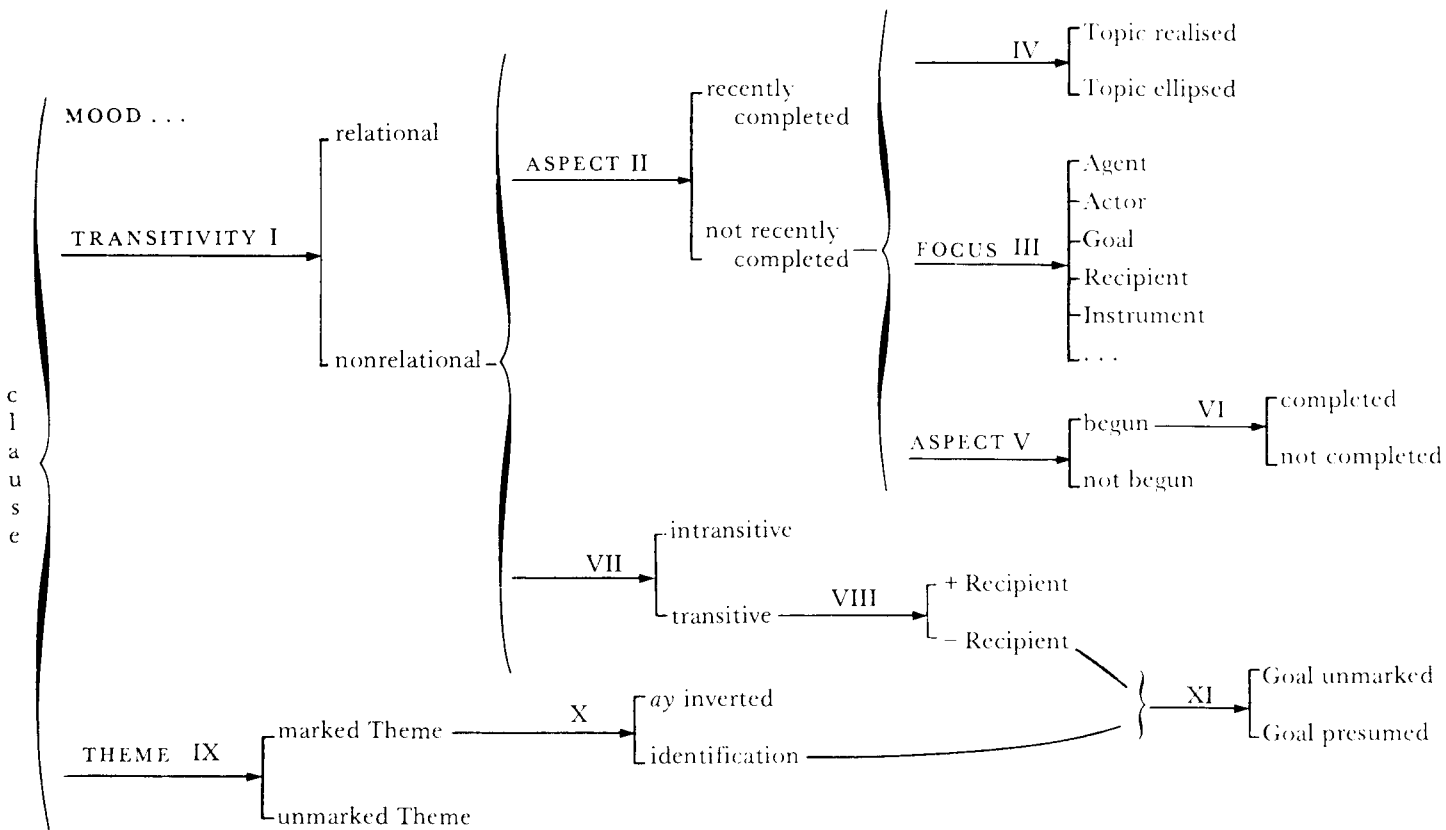 clause
MOOD . . .
TRANSITIVITY I
relational
nonrelational
ASPECT II
recently
completed
not recently
completed
IV
Topic realised
Topic ellipsed
FOCUS III
Agent
Actor
Goal
Recipient
Instrument
. . .
ASPECT V
begun
not begun
VI
completed
not completed
VII
intransitive
transitive
VIII
+ Recipient
– Recipient
THEME IX
marked Theme
unmarked Theme
X
ay inverted
identification
XI
Goal unmarked
Goal presumed